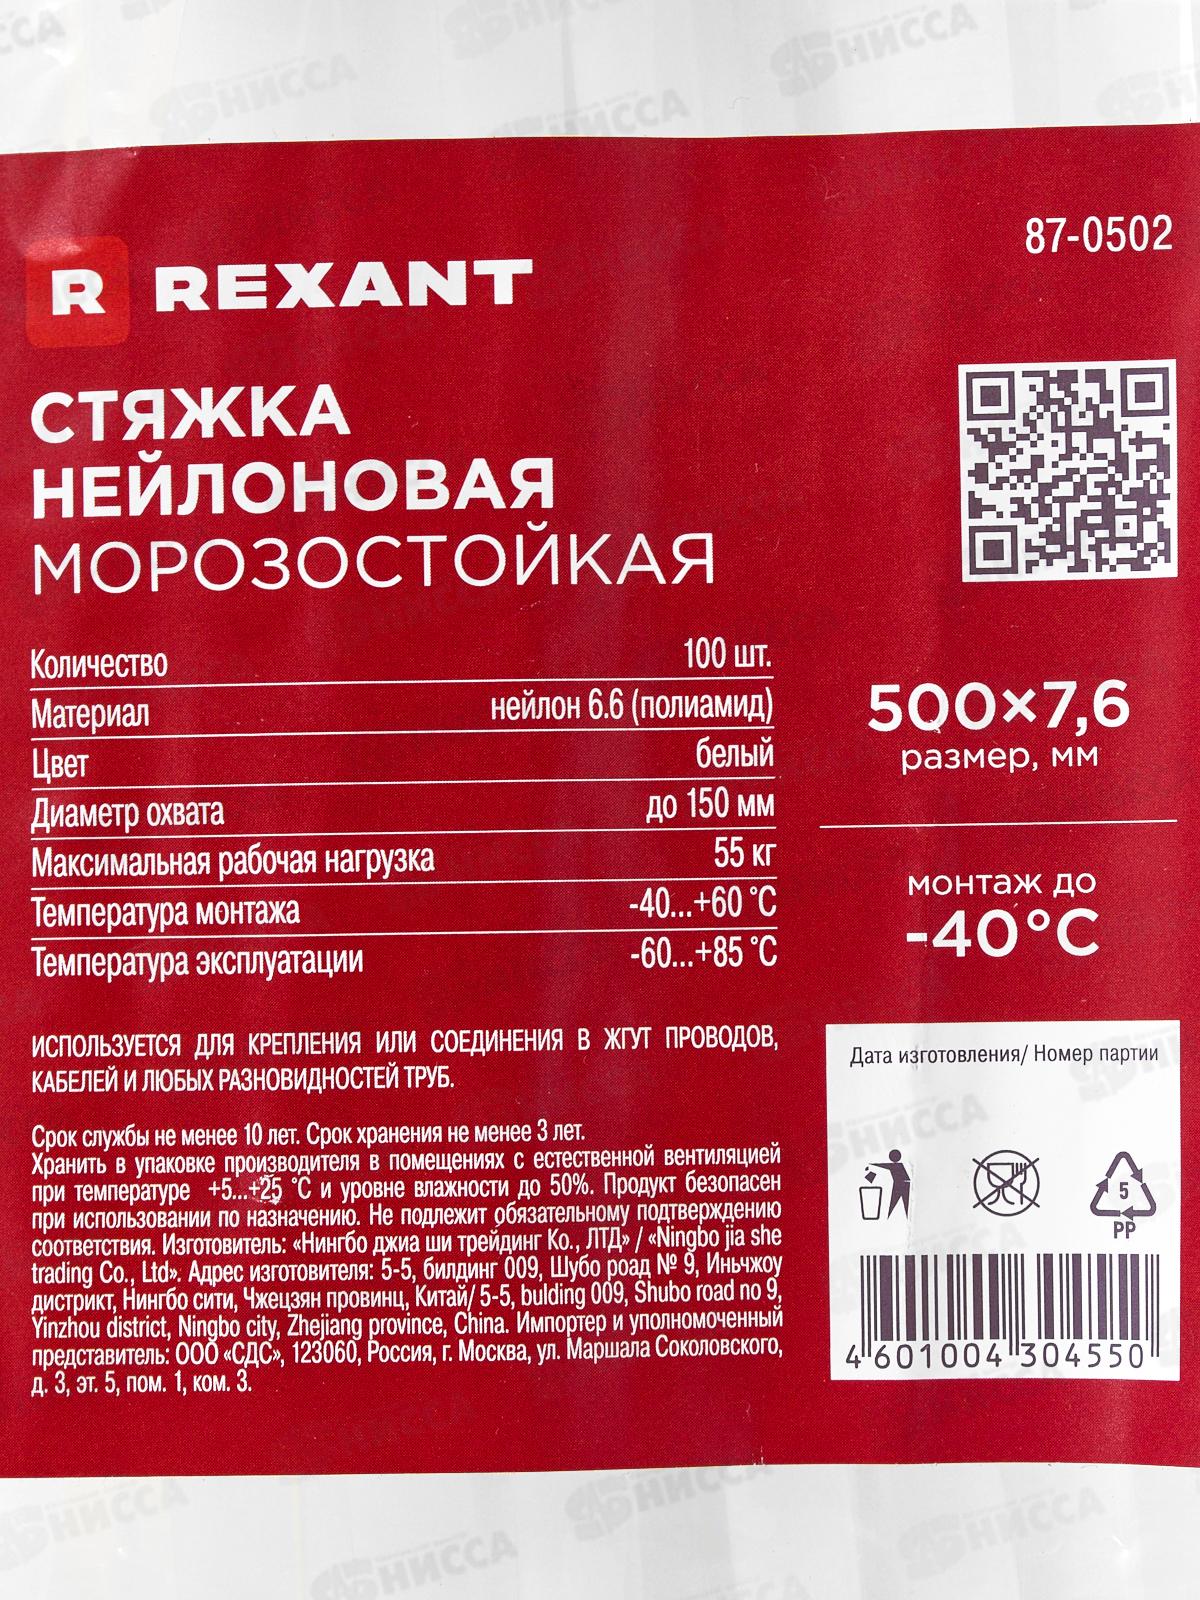 87-0502
R REXANT
СТЯЖКА
НЕЙЛОНОВАЯ
МОРОЗОСТОЙКАЯ
Количество 100 шт.
Материал нейлон 6.6 (полиамид)
Цвет белый
Диаметр охвата до 150 мм
Максимальная рабочая нагрузка 55 кг
Температура монтажа -40...+60 °C
Температура эксплуатации -60...+85 °C
500×7,6
размер, мм
монтаж до
-40°C
ИСПОЛЬЗУЕТСЯ ДЛЯ КРЕПЛЕНИЯ ИЛИ СОЕДИНЕНИЯ В ЖГУТ ПРОВОДОВ,
КАБЕЛЕЙ И ЛЮБЫХ РАЗНОВИДНОСТЕЙ ТРУБ.
Срок службы не менее 10 лет. Срок хранения не менее 3 лет.
Хранить в упаковке производителя в помещениях с естественной вентиляцией
при температуре +5...+25 °C и уровне влажности до 50%. Продукт безопасен
при использовании по назначению. Не подлежит обязательному подтверждению
соответствия. Изготовитель: «Нингбо джиа ши трейдинг Ко., ЛТД» / «Ningbo jia she
trading Co., Ltd». Адрес изготовителя: 5-5, билдинг 009, Шубо роад № 9, Иньчжоу
дистрикт, Нингбо сити, Чжецзян провинц, Китай/ 5-5, bulding 009, Shubo road no 9,
Yinzhou district, Ningbo city, Zhejiang province, China. Импортер и уполномоченный
представитель: ООО «СДС», 123060, Россия, г. Москва, ул. Маршала Соколовского,
д. 3, эт. 5, пом. 1, ком. 3.
Дата изготовления/ Номер партии
5
PP
4 601004 304550
НИССА